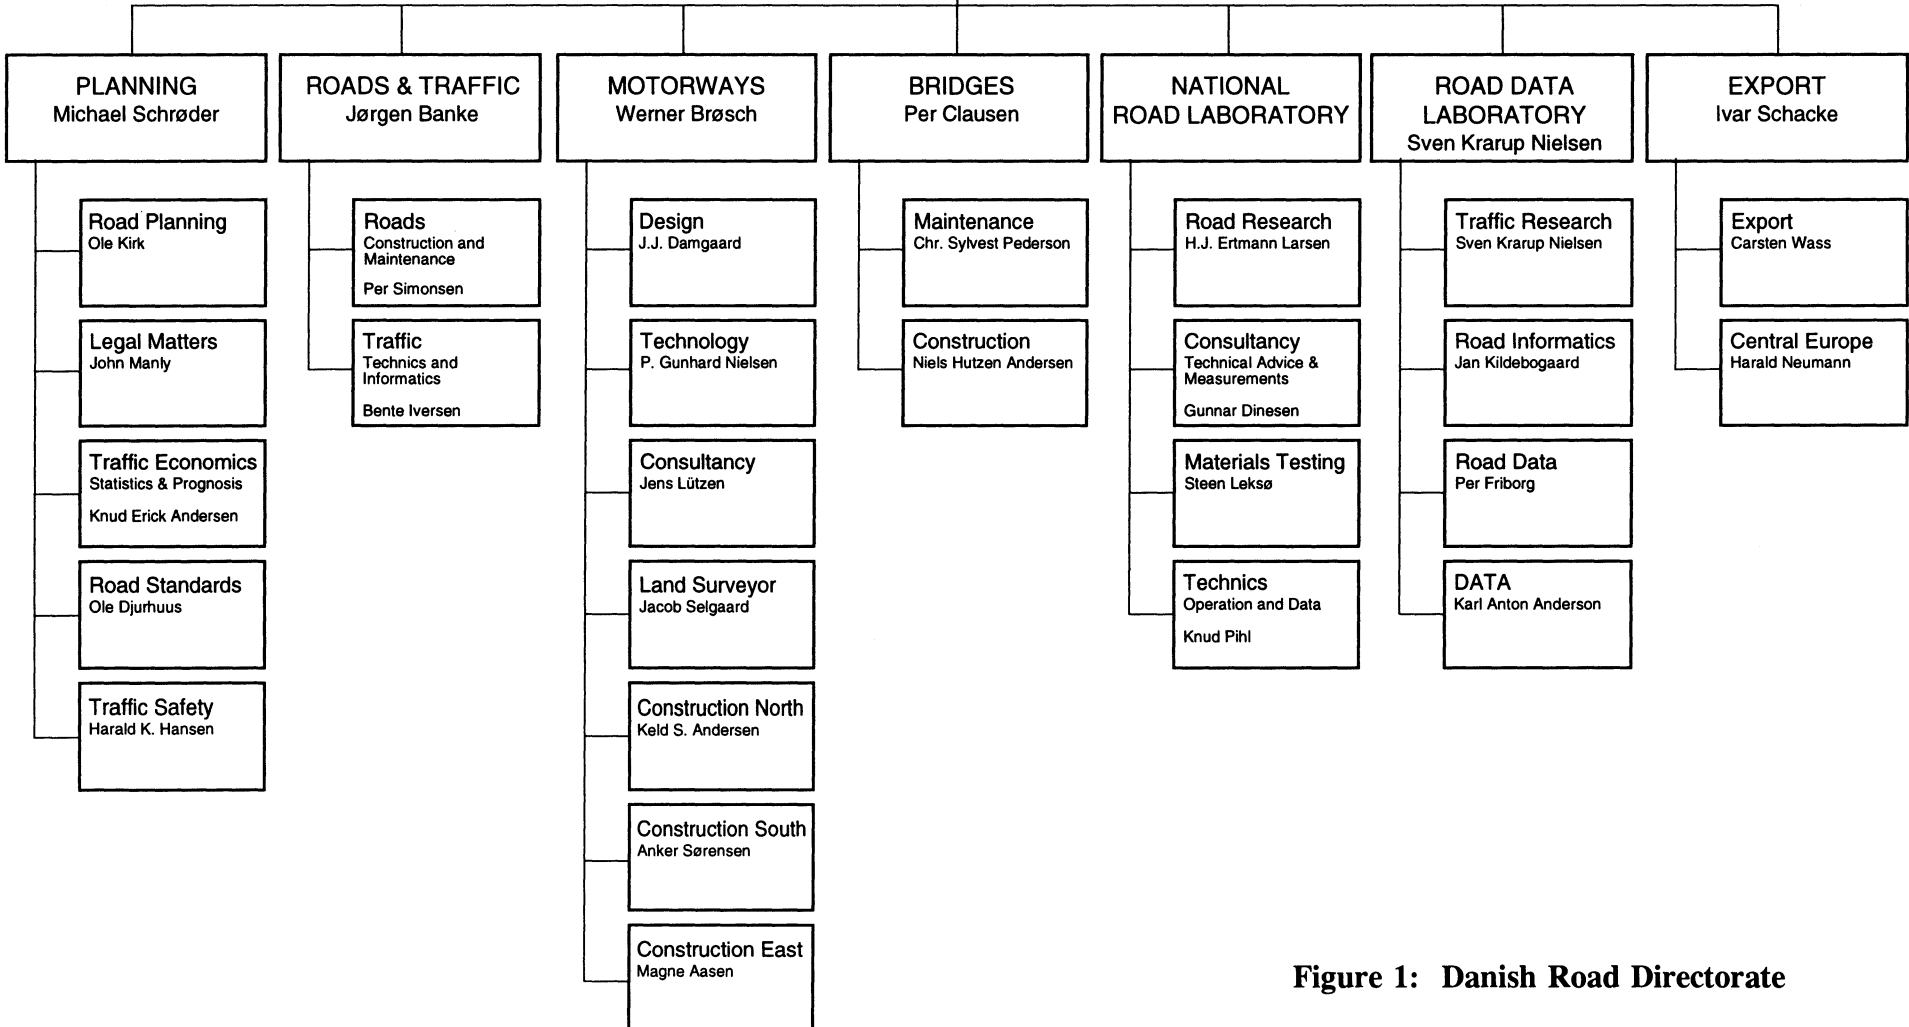 PLANNING
Michael Schrøder
Road Planning
Ole Kirk
Legal Matters
John Manly
Traffic Economics
Statistics & Prognosis
Knud Erick Andersen
Road Standards
Ole Djurhuus
Traffic Safety
Harald K. Hansen
ROADS & TRAFFIC
Jørgen Banke
Roads
Construction and
Maintenance
Per Simonsen
Traffic
Technics and
Informatics
Bente Iversen
MOTORWAYS
Werner Brøsch
Design
J.J. Damgaard
Technology
P. Gunhard Nielsen
Consultancy
Jens Lützen
Land Surveyor
Jacob Selgaard
Construction North
Keld S. Andersen
Construction South
Anker Sørensen
Construction East
Magne Aasen
BRIDGES
Per Clausen
Maintenance
Chr. Sylvest Pederson
Construction
Niels Hutzen Andersen
NATIONAL
ROAD LABORATORY
Road Research
H.J. Ertmann Larsen
Consultancy
Technical Advice &
Measurements
Gunnar Dinesen
Materials Testing
Steen Leksø
Technics
Operation and Data
Knud Pihl
ROAD DATA
LABORATORY
Sven Krarup Nielsen
Traffic Research
Sven Krarup Nielsen
Road Informatics
Jan Kildebogaard
Road Data
Per Friborg
DATA
Karl Anton Anderson
EXPORT
Ivar Schacke
Export
Carsten Wass
Central Europe
Harald Neumann
Figure 1: Danish Road Directorate